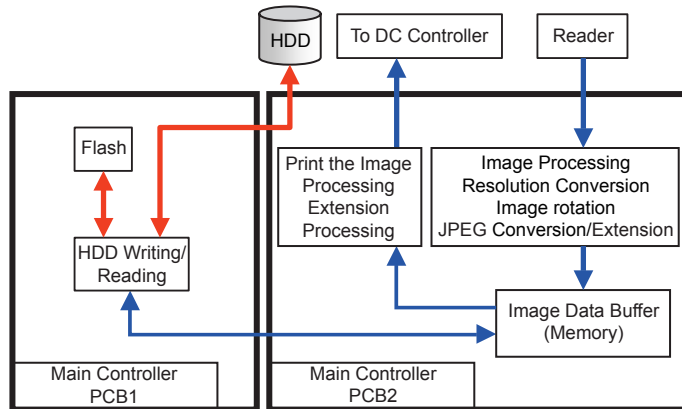 HDD
To DC Controller
Reader
Flash
Print the Image
Processing
Extension
Processing
Image Processing
Resolution Conversion
Image rotation
JPEG Conversion/Extension
HDD Writing/
Reading
Image Data Buffer
(Memory)
Main Controller
PCB1
Main Controller
PCB2